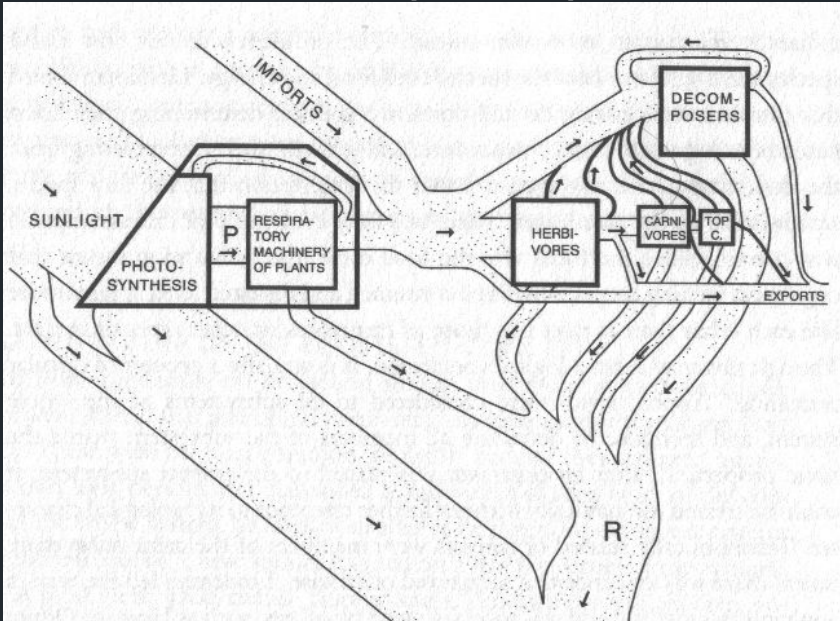 IMPORTS
SUNLIGHT
PHOTO-
SYNTHESIS
P
RESPIRA-
TORY
MACHINERY
OF PLANTS
HERBI-
VORES
CARNI-
VORES
TOP
C.
DECOM-
POSERS
EXPORTS
R